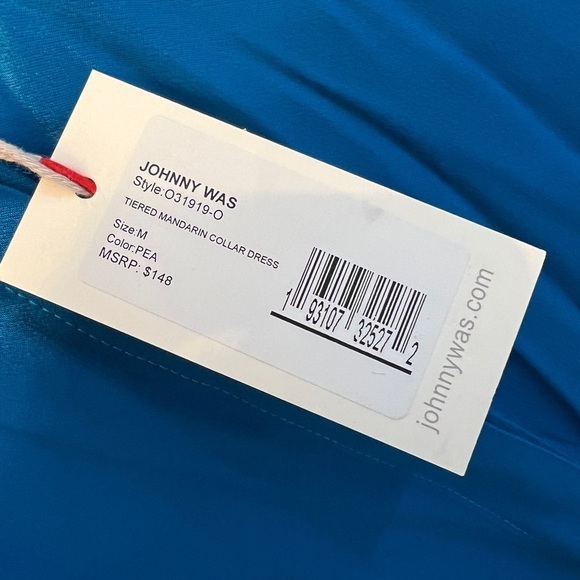 JOHNNY WAS
Style:O31919-O
TIERED MANDARIN COLLAR DRESS
Size:M
Color:PEA
MSRP: $148
1 93107 32527 2
johnnywas.com